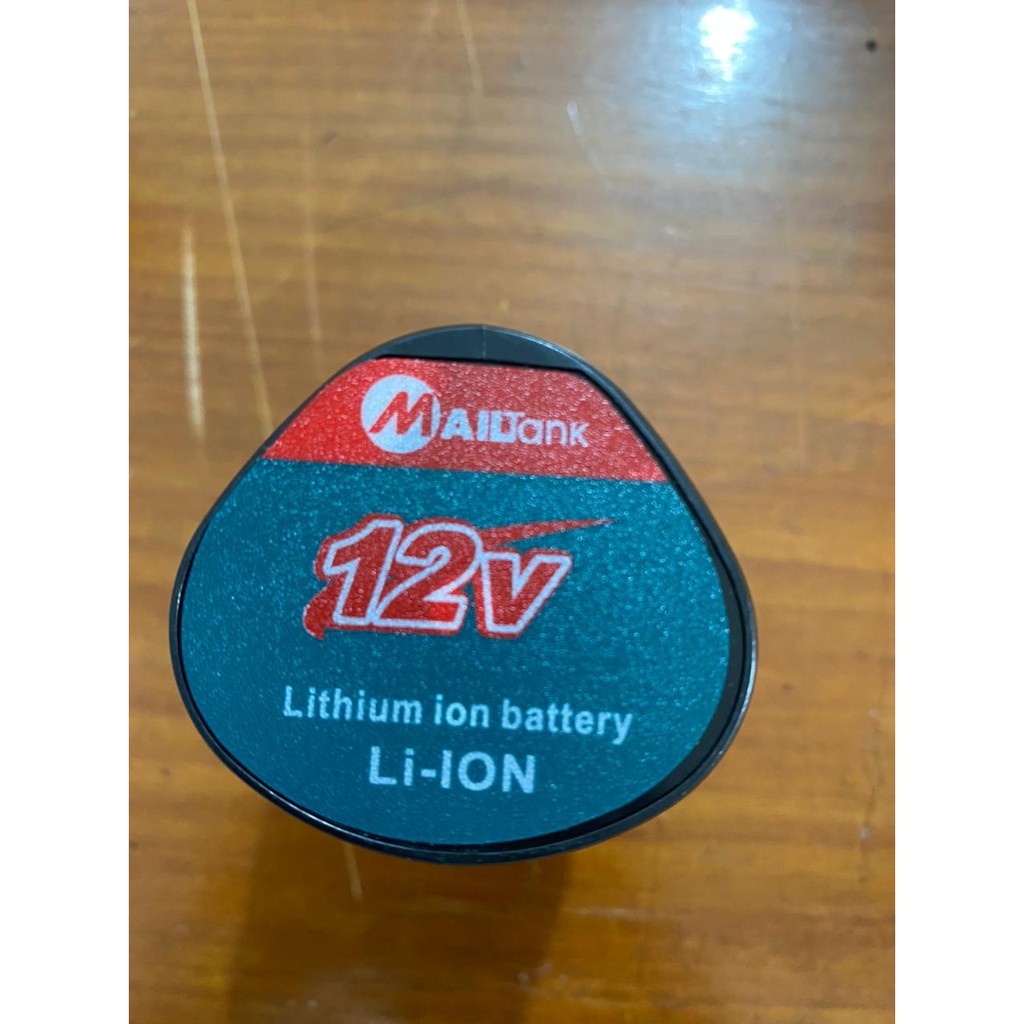 MAILTank
12V
Lithium ion battery
Li-ION